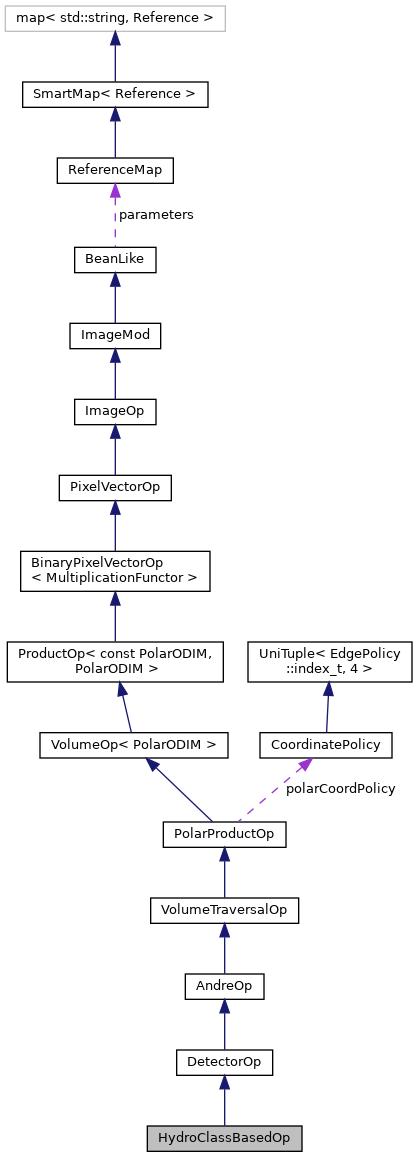 map< std::string, Reference >
SmartMap< Reference >
ReferenceMap
parameters
BeanLike
ImageMod
ImageOp
PixelVectorOp
BinaryPixelVectorOp
< MultiplicationFunctor >
ProductOp< const PolarODIM,
PolarODIM >
UniTuple< EdgePolicy
::index_t, 4 >
VolumeOp< PolarODIM >
CoordinatePolicy
polarCoordPolicy
PolarProductOp
VolumeTraversalOp
AndreOp
DetectorOp
HydroClassBasedOp